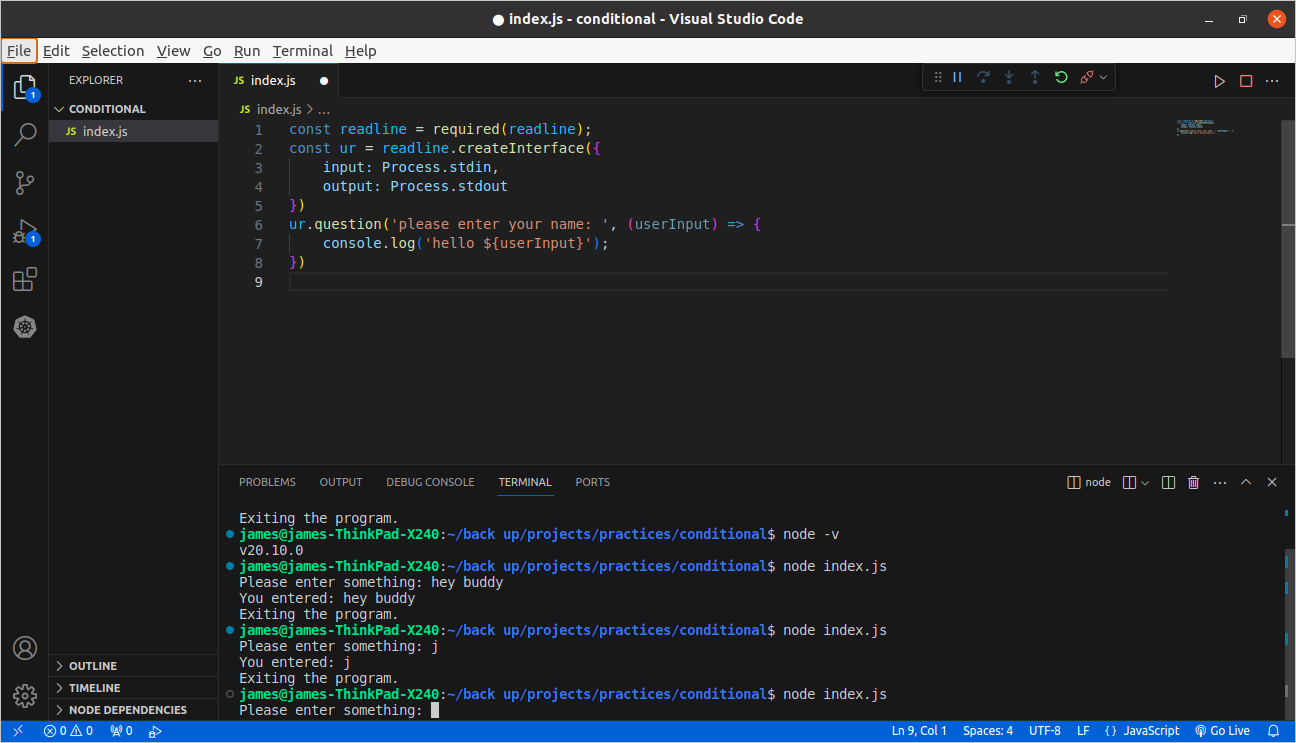 ● index.js - conditional - Visual Studio Code
File Edit Selection View Go Run Terminal Help
EXPLORER ...
JS index.js ●
1
CONDITIONAL
JS index.js
JS index.js > ...
1 const readline = required(readline);
2 const ur = readline.createInterface({
3     input: Process.stdin,
4     output: Process.stdout
5 })
6 ur.question('please enter your name: ', (userInput) => {
7     console.log('hello ${userInput}');
8 })
9
1
PROBLEMS OUTPUT DEBUG CONSOLE TERMINAL PORTS node
Exiting the program.
james@james-ThinkPad-X240:~/back up/projects/practices/conditional$ node -v
v20.10.0
james@james-ThinkPad-X240:~/back up/projects/practices/conditional$ node index.js
Please enter something: hey buddy
You entered: hey buddy
Exiting the program.
james@james-ThinkPad-X240:~/back up/projects/practices/conditional$ node index.js
Please enter something: j
You entered: j
Exiting the program.
james@james-ThinkPad-X240:~/back up/projects/practices/conditional$ node index.js
Please enter something:
OUTLINE
TIMELINE
NODE DEPENDENCIES
0 0 0 Ln 9, Col 1 Spaces: 4 UTF-8 LF {} JavaScript Go Live